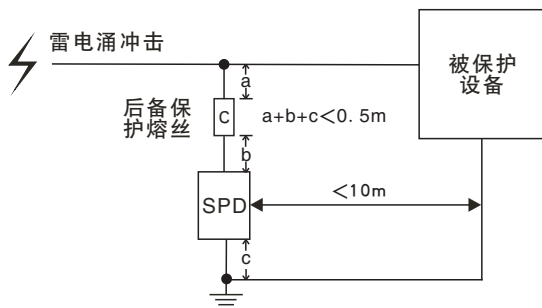 雷电涌冲击
被保护
设备
a
后备保
护熔丝
C
a+b+c＜0.5m
b
SPD
＜10m
c